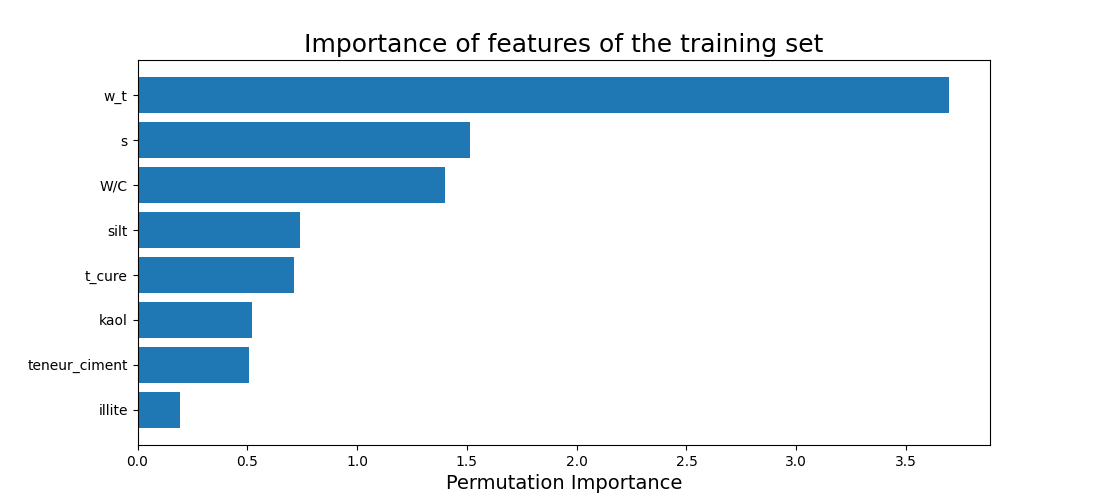 Importance of features of the training set
w_t
s
W/C
silt
t_cure
kaol
teneur_ciment
illite
0.0 0.5 1.0 1.5 2.0 2.5 3.0 3.5
Permutation Importance